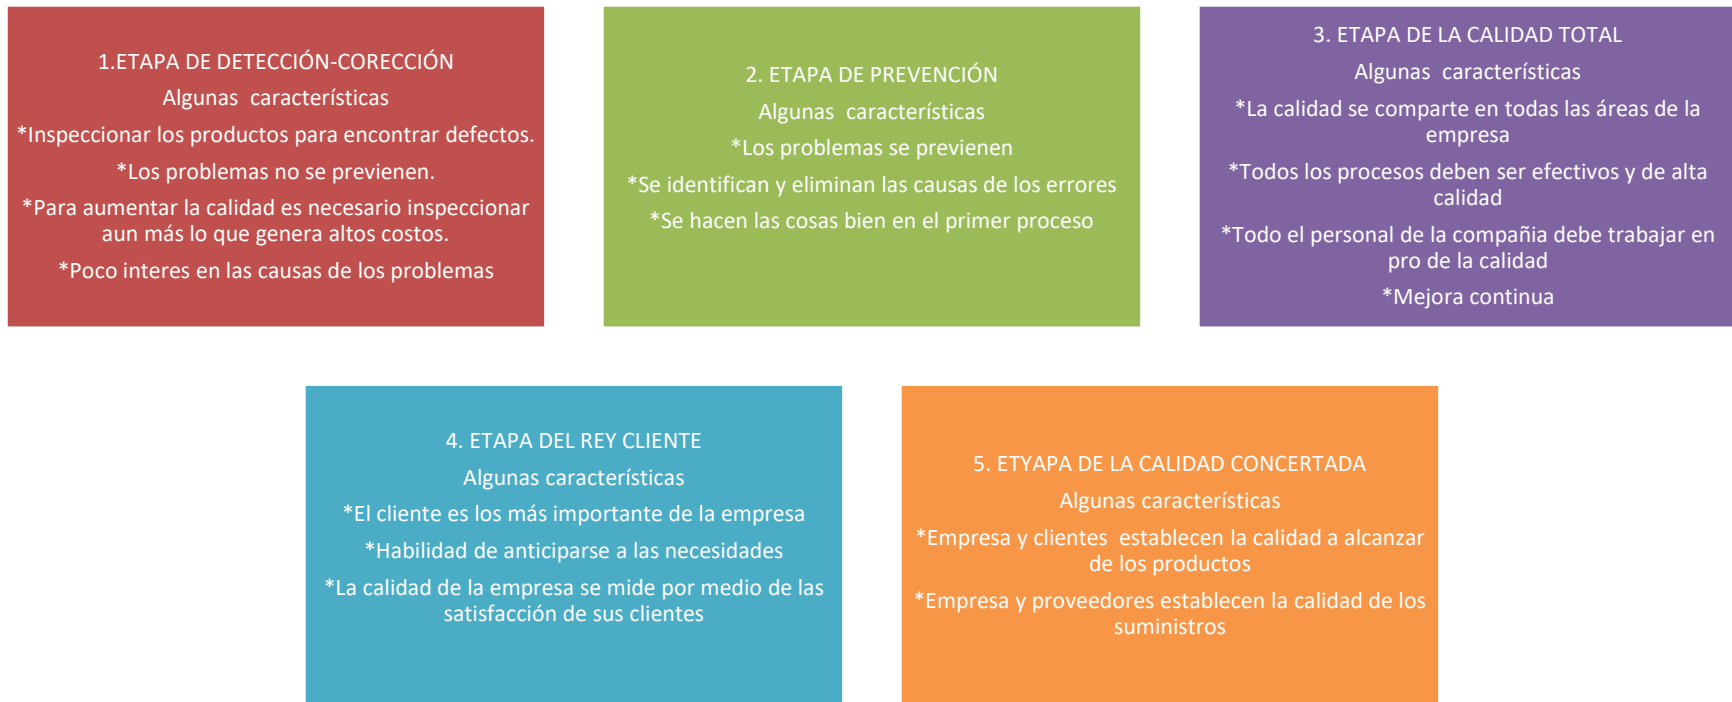 1.ETAPA DE DETECCIÓN-CORECCIÓN
Algunas  características
*Inspeccionar los productos para encontrar defectos.
*Los problemas no se previenen.
*Para aumentar la calidad es necesario inspeccionar
aun más lo que genera altos costos.
*Poco interes en las causas de los problemas
2. ETAPA DE PREVENCIÓN
Algunas  características
*Los problemas se previenen
*Se identifican y eliminan las causas de los errores
*Se hacen las cosas bien en el primer proceso
3. ETAPA DE LA CALIDAD TOTAL
Algunas  características
*La calidad se comparte en todas las áreas de la
empresa
*Todos los procesos deben ser efectivos y de alta
calidad
*Todo el personal de la compañia debe trabajar en
pro de la calidad
*Mejora continua
4. ETAPA DEL REY CLIENTE
Algunas características
*El cliente es los más importante de la empresa
*Habilidad de anticiparse a las necesidades
*La calidad de la empresa se mide por medio de las
satisfacción de sus clientes
5. ETYAPA DE LA CALIDAD CONCERTADA
Algunas características
*Empresa y clientes  establecen la calidad a alcanzar
de los productos
*Empresa y proveedores establecen la calidad de los
suministros